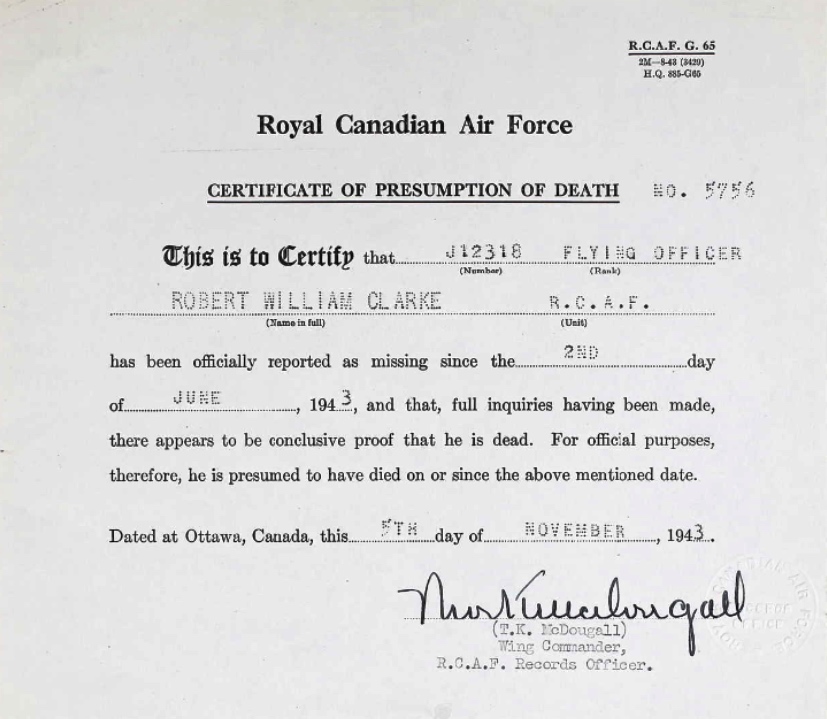 R.C.A.F. G. 65
2M—8-43 (3429)
H.Q. 885-G65
Royal Canadian Air Force
CERTIFICATE OF PRESUMPTION OF DEATH NO. 5756
This is to Certify that J12318 FLYING OFFICER
(Number) (Rank)
ROBERT WILLIAM CLARKE R.C.A.F.
(Name in full) (Unit)
has been officially reported as missing since the 2ND day
of JUNE, 1943, and that, full inquiries having been made,
there appears to be conclusive proof that he is dead. For official purposes,
therefore, he is presumed to have died on or since the above mentioned date.
Dated at Ottawa, Canada, this 5TH day of NOVEMBER, 1943.
(T.K. McDougall)
Wing Commander,
R.C.A.F. Records Officer.